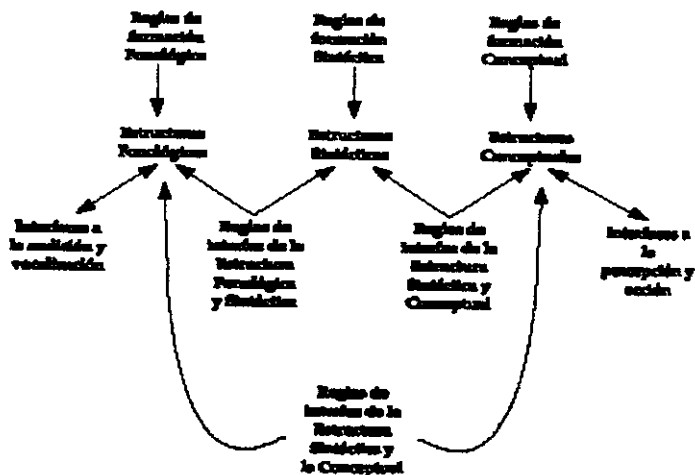 Reglas de
formación
Fonológica
Reglas de
formación
Sintáctica
Reglas de
formación
Conceptual
Estructuras
Fonológicas
Estructuras
Sintácticas
Estructuras
Conceptuales
Interfaces a
la audición y
vocalización
Reglas de
interfaz de la
Estructura
Fonológica
y Sintáctica
Reglas de
interfaz de la
Estructura
Sintáctica y
Conceptual
Interfaces a
la
percepción y
acción
Reglas de
interfaz de la
Estructura
Sintáctica y
la Conceptual